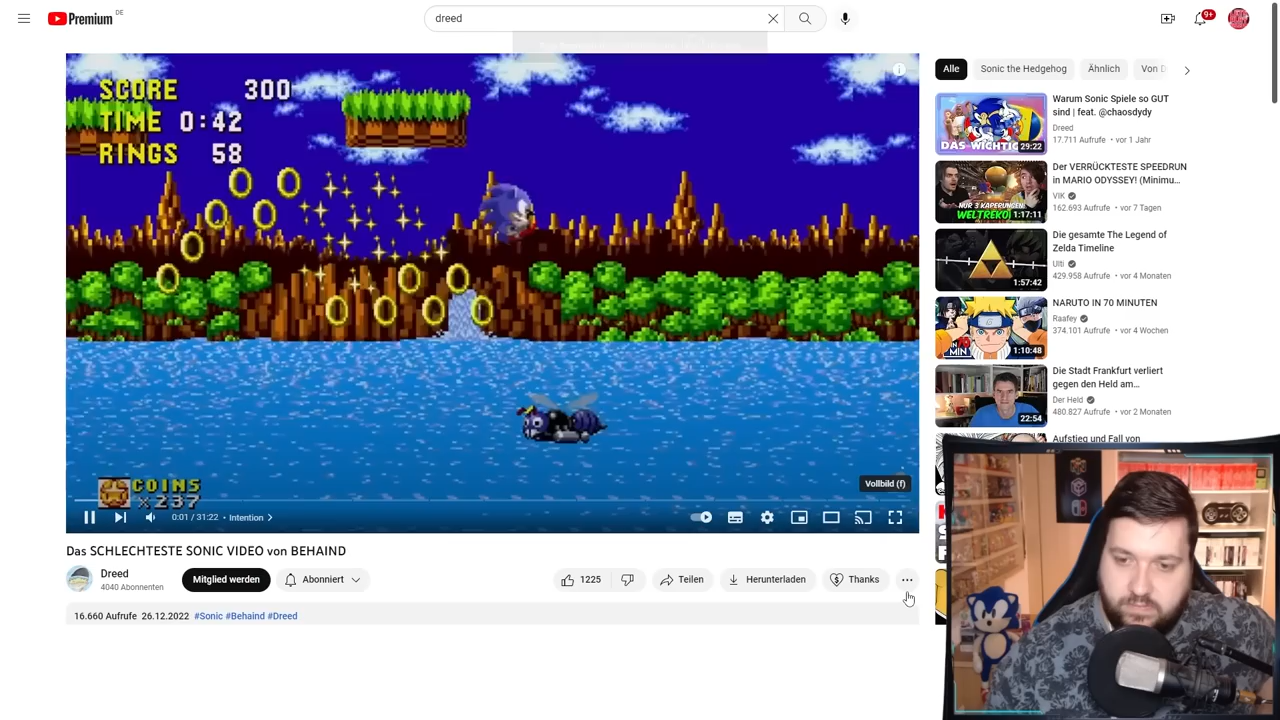 Premium DE
dreed
9+
SCORE 300
TIME 0:42
RINGS 58
COINS
x237
Vollbild (f)
0:01 / 31:22 • Intention
Das SCHLECHTESTE SONIC VIDEO von BEHAIND
Dreed
4040 Abonnenten
Mitglied werden
Abonniert
1225
Teilen
Herunterladen
Thanks
16.660 Aufrufe 26.12.2022 #Sonic #Behaind #Dreed
Alle
Sonic the Hedgehog
Ähnlich
Von D
DAS WICHTIG
29:22
Warum Sonic Spiele so GUT
sind | feat. @chaosdydy
Dreed
17.711 Aufrufe • vor 1 Jahr
NUR 3 KAPERUNGEN
WELTREKO
1:17:11
Der VERRÜCKTESTE SPEEDRUN
in MARIO ODYSSEY! (Minimu...
VIK
162.693 Aufrufe • vor 7 Tagen
1:57:42
Die gesamte The Legend of
Zelda Timeline
Ulti
429.958 Aufrufe • vor 4 Monaten
1:10:48
NARUTO IN 70 MINUTEN
Raafey
374.101 Aufrufe • vor 4 Wochen
22:54
Die Stadt Frankfurt verliert
gegen den Held am...
Der Held
480.827 Aufrufe • vor 2 Monaten
Aufstieg und Fall von